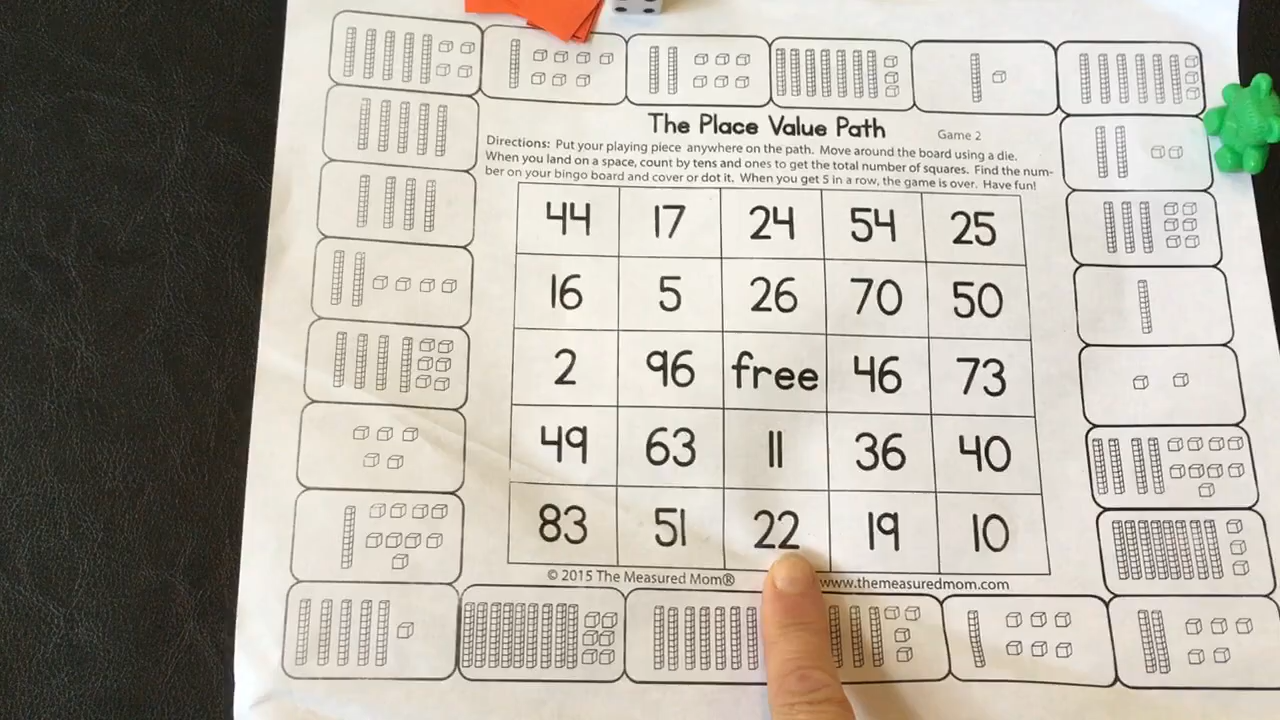 The Place Value Path
Game 2
Directions: Put your playing piece anywhere on the path. Move around the board using a die.
When you land on a space, count by tens and ones to get the total number of squares. Find the num-
ber on your bingo board and cover or dot it. When you get 5 in a row, the game is over. Have fun!
44 17 24 54 25
16 5 26 70 50
2 96 free 46 73
49 63 11 36 40
83 51 22 19 10
© 2015 The Measured Mom® www.themeasuredmom.com